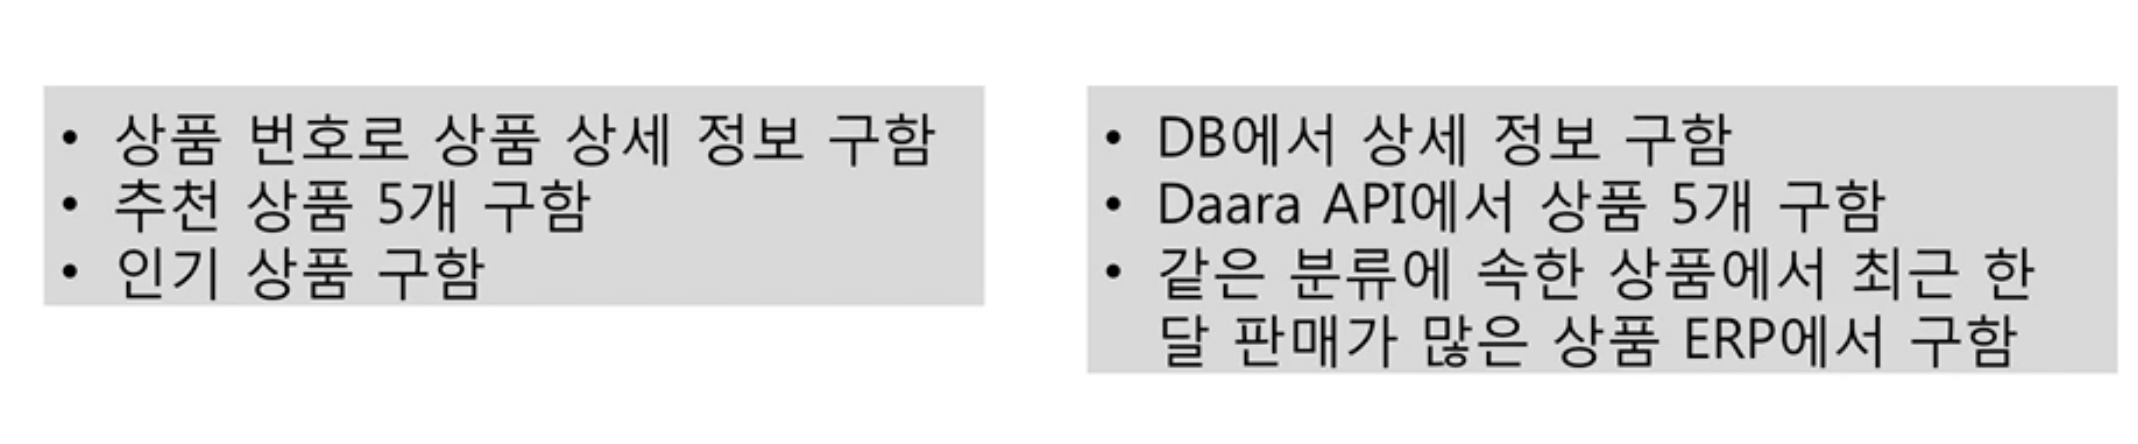 • 상품 번호로 상품 상세 정보 구함
• 추천 상품 5개 구함
• 인기 상품 구함
• DB에서 상세 정보 구함
• Daara API에서 상품 5개 구함
• 같은 분류에 속한 상품에서 최근 한
달 판매가 많은 상품 ERP에서 구함